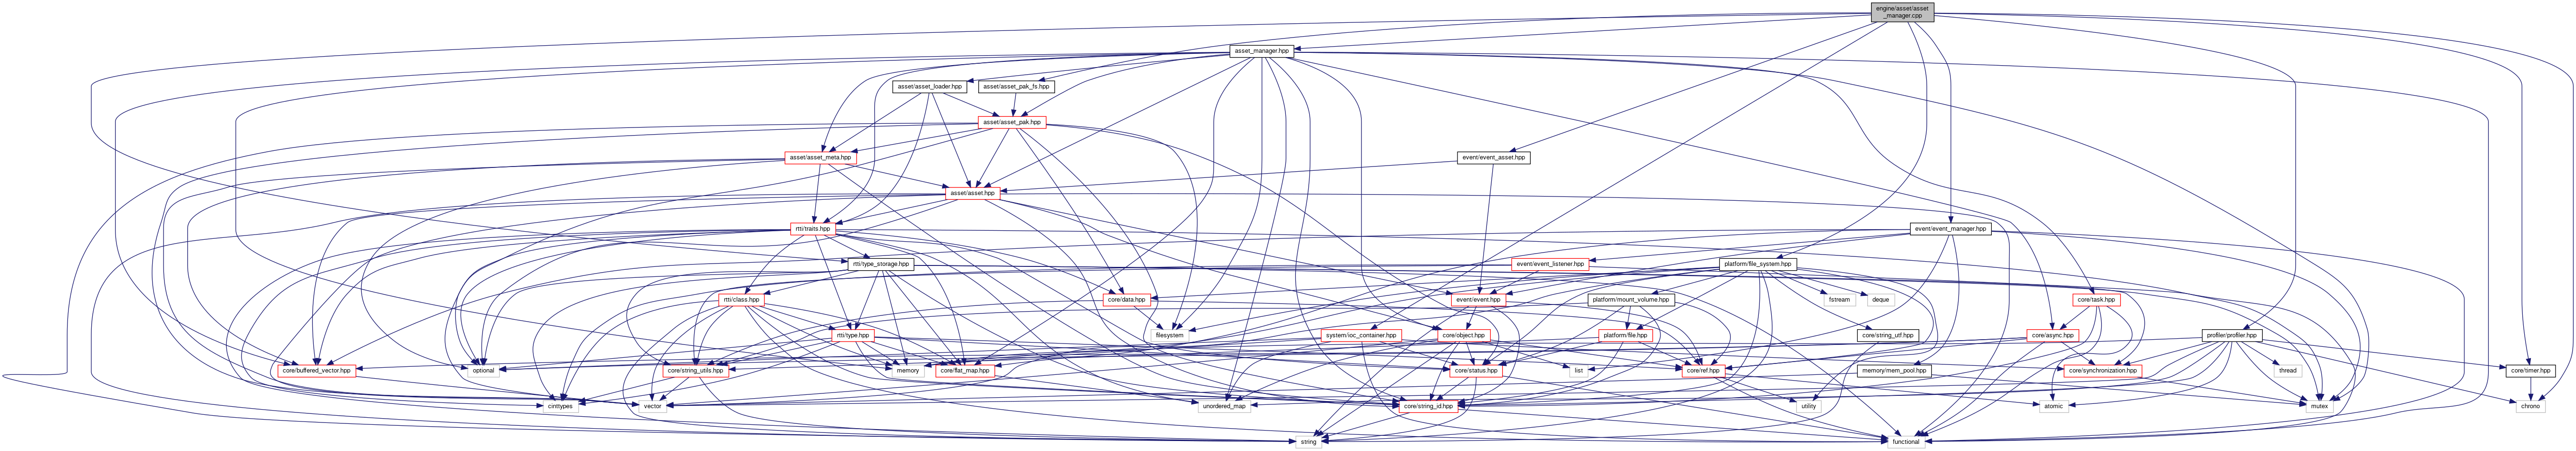 engine/asset/asset
_manager.cpp
asset_manager.hpp
asset/asset_loader.hpp
asset/asset_pak_fs.hpp
asset/asset_pak.hpp
asset/asset_meta.hpp
event/event_asset.hpp
asset/asset.hpp
rtti/traits.hpp
event/event_manager.hpp
rtti/type_storage.hpp
event/event_listener.hpp
platform/file_system.hpp
rtti/class.hpp
core/data.hpp
event/event.hpp
platform/mount_volume.hpp
fstream
deque
core/task.hpp
rtti/type.hpp
filesystem
system/ioc_container.hpp
core/object.hpp
platform/file.hpp
core/string_utf.hpp
core/async.hpp
profiler/profiler.hpp
core/buffered_vector.hpp
optional
core/string_utils.hpp
memory
core/flat_map.hpp
core/status.hpp
list
core/ref.hpp
memory/mem_pool.hpp
core/synchronization.hpp
thread
core/timer.hpp
cinttypes
vector
unordered_map
core/string_id.hpp
utility
atomic
mutex
chrono
string
functional